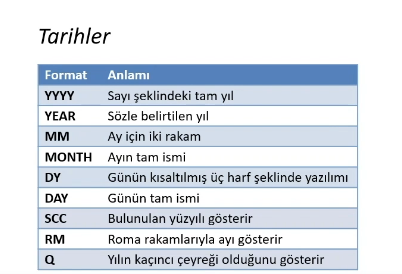 Tarihler
Format Anlamı
YYYY Sayı şeklindeki tam yıl
YEAR Sözle belirtilen yıl
MM Ay için iki rakam
MONTH Ayın tam ismi
DY Günün kısaltılmış üç harf şeklinde yazılımı
DAY Günün tam ismi
SCC Bulunulan yüzyılı gösterir
RM Roma rakamlarıyla ayı gösterir
Q Yılın kaçıncı çeyreği olduğunu gösterir